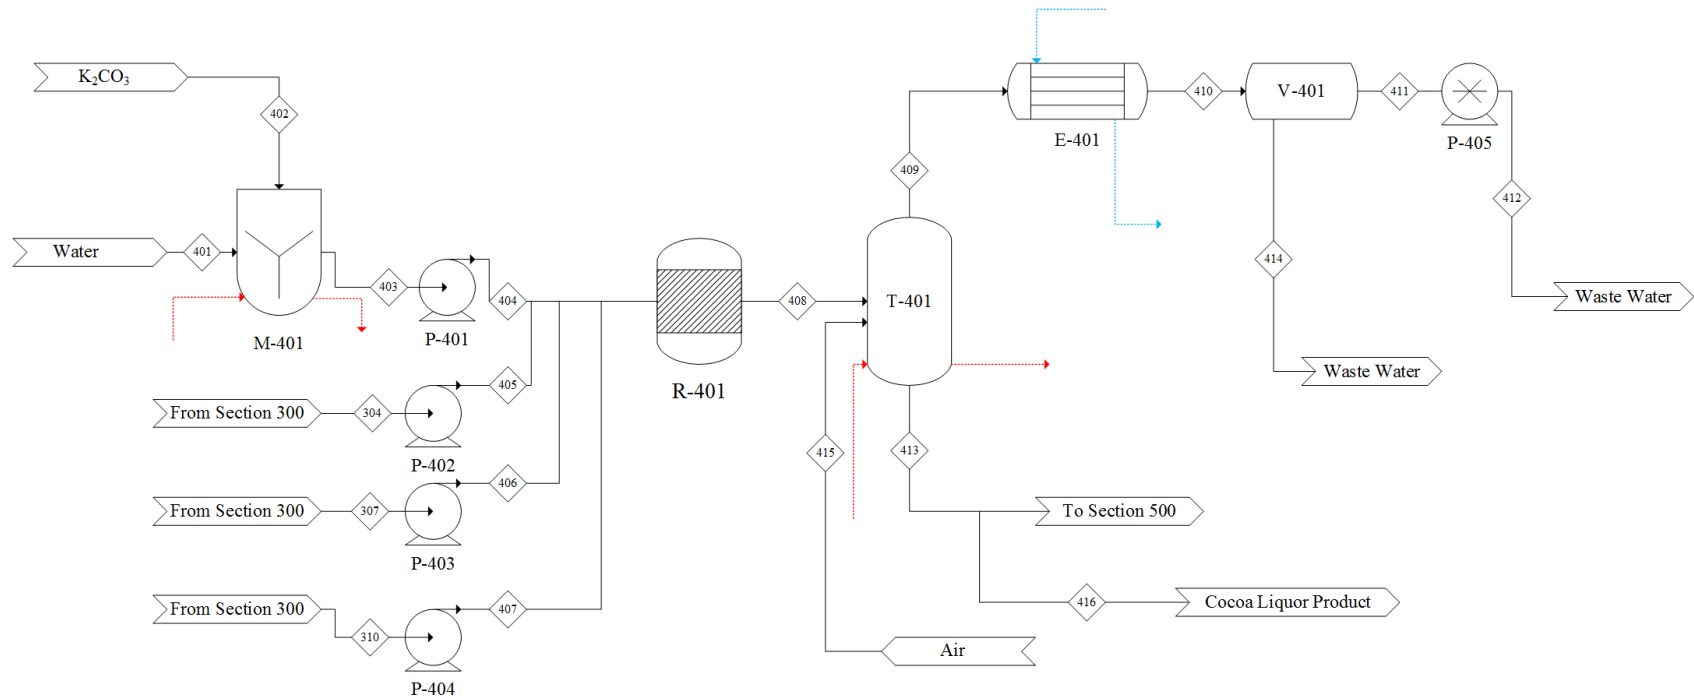 K₂CO₃
402
Water
401
M-401
403
P-401
404
From Section 300
304
P-402
405
From Section 300
307
P-403
406
From Section 300
310
P-404
407
R-401
408
T-401
409
E-401
410
V-401
411
P-405
412
Waste Water
414
Waste Water
415
413
To Section 500
416
Cocoa Liquor Product
Air